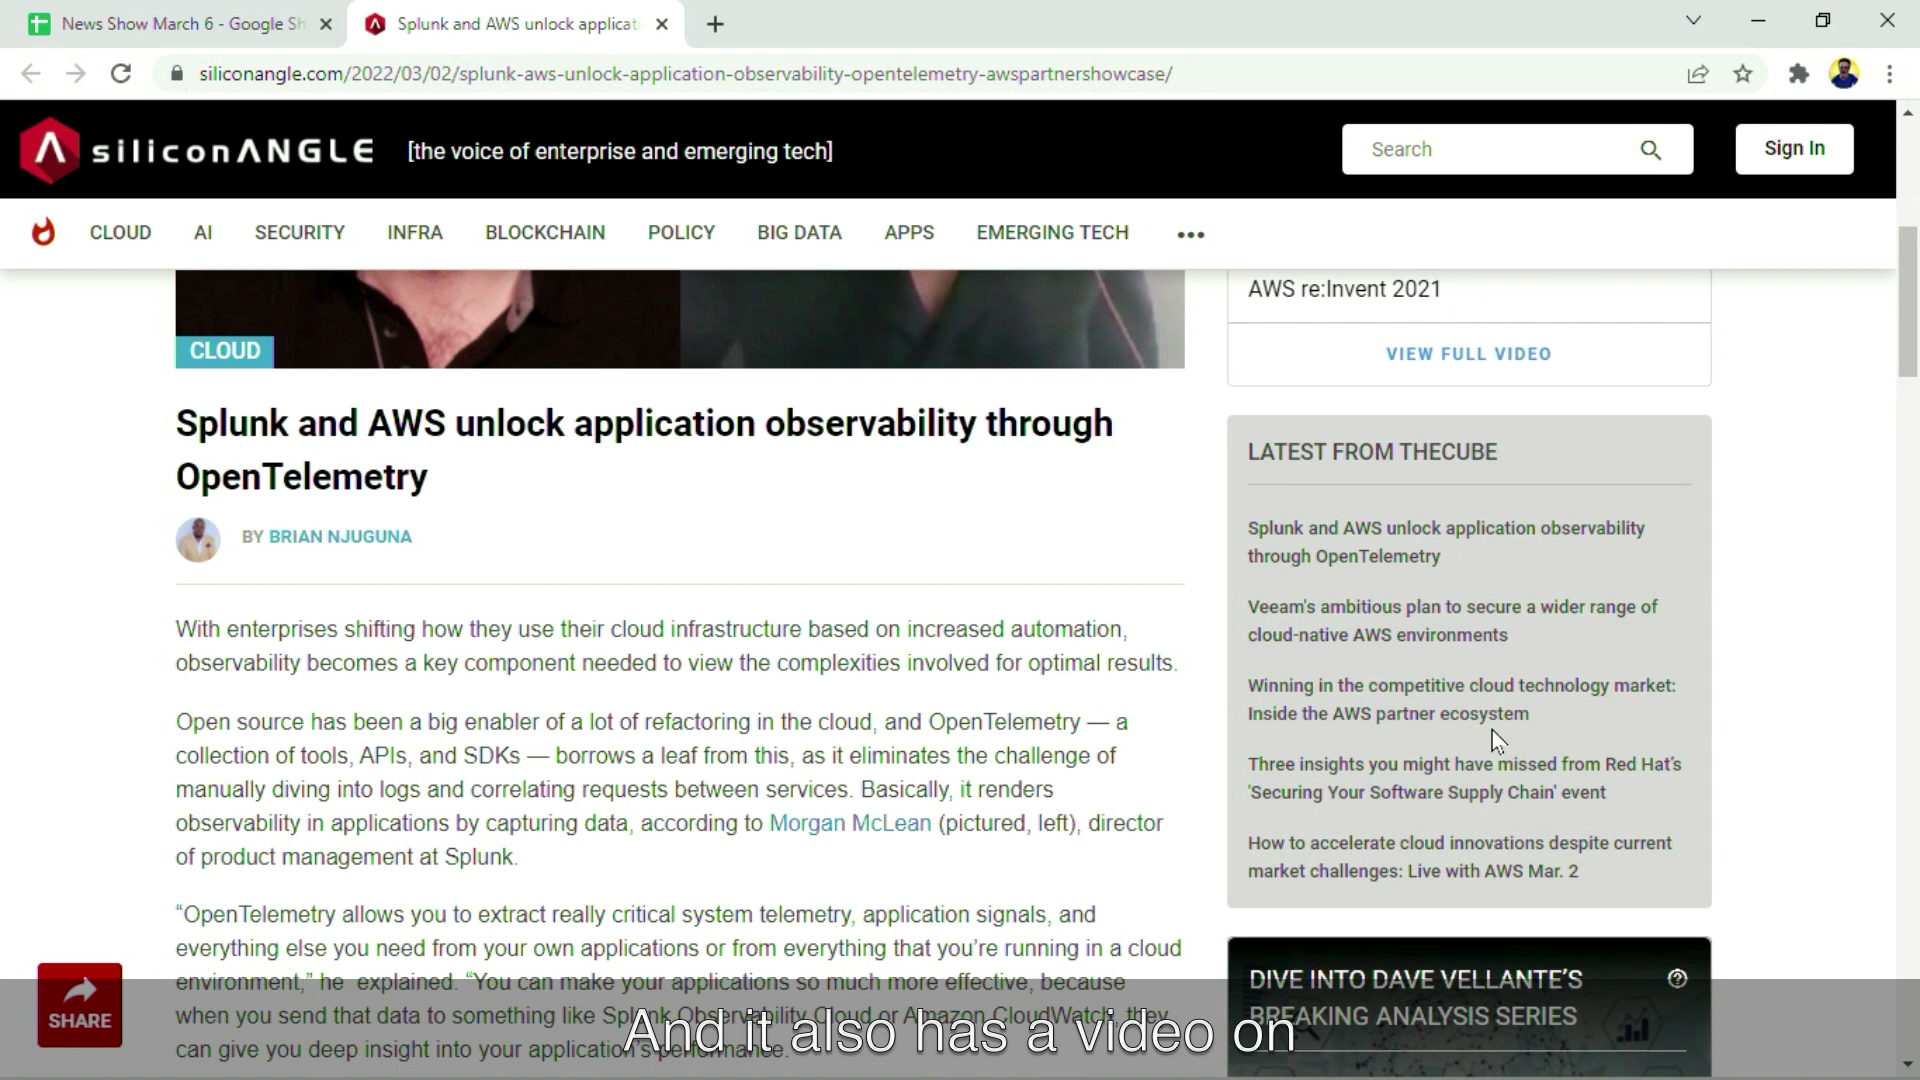 News Show March 6 - Google Sh
Splunk and AWS unlock applicat
siliconangle.com/2022/03/02/splunk-aws-unlock-application-observability-opentelemetry-awspartnershowcase/
siliconANGLE
[the voice of enterprise and emerging tech]
Search
Sign In
CLOUD AI SECURITY INFRA BLOCKCHAIN POLICY BIG DATA APPS EMERGING TECH
CLOUD
Splunk and AWS unlock application observability through
OpenTelemetry
BY BRIAN NJUGUNA
With enterprises shifting how they use their cloud infrastructure based on increased automation,
observability becomes a key component needed to view the complexities involved for optimal results.
Open source has been a big enabler of a lot of refactoring in the cloud, and OpenTelemetry — a
collection of tools, APIs, and SDKs — borrows a leaf from this, as it eliminates the challenge of
manually diving into logs and correlating requests between services. Basically, it renders
observability in applications by capturing data, according to Morgan McLean (pictured, left), director
of product management at Splunk.
“OpenTelemetry allows you to extract really critical system telemetry, application signals, and
everything else you need from your own applications or from everything that you’re running in a cloud
environment,” he explained. “You can make your applications so much more effective, because
when you send that data to something like Splunk Observability Cloud or Amazon CloudWatch, they
can give you deep insight into your application’s performance.
SHARE
AWS re:Invent 2021
VIEW FULL VIDEO
LATEST FROM THECUBE
Splunk and AWS unlock application observability
through OpenTelemetry
Veeam's ambitious plan to secure a wider range of
cloud-native AWS environments
Winning in the competitive cloud technology market:
Inside the AWS partner ecosystem
Three insights you might have missed from Red Hat’s
'Securing Your Software Supply Chain' event
How to accelerate cloud innovations despite current
market challenges: Live with AWS Mar. 2
DIVE INTO DAVE VELLANTE’S
BREAKING ANALYSIS SERIES
And it also has a video on